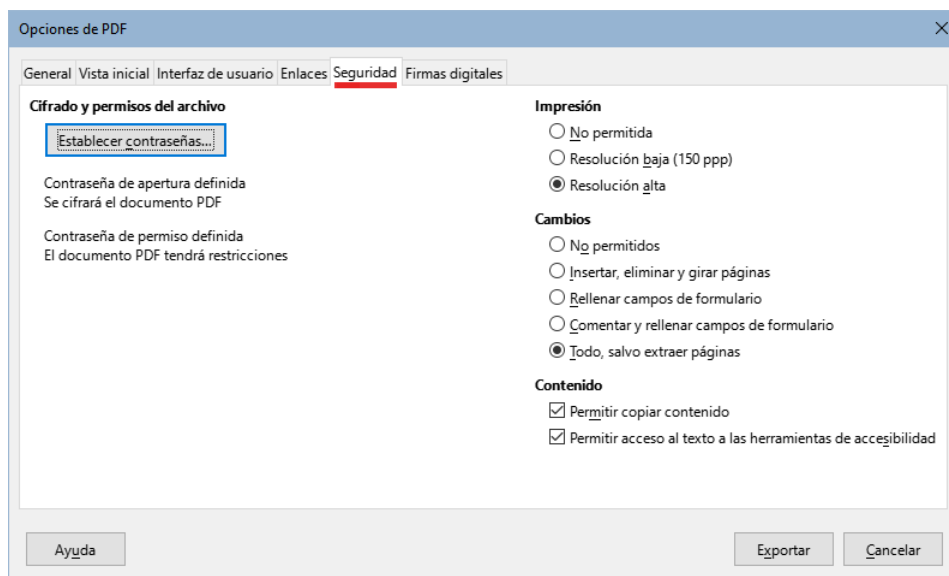 Opciones de PDF
General Vista inicial Interfaz de usuario Enlaces Seguridad Firmas digitales
Cifrado y permisos del archivo
Establecer contraseñas...
Contraseña de apertura definida
Se cifrará el documento PDF
Contraseña de permiso definida
El documento PDF tendrá restricciones
Impresión
No permitida
Resolución baja (150 ppp)
Resolución alta
Cambios
No permitidos
Insertar, eliminar y girar páginas
Rellenar campos de formulario
Comentar y rellenar campos de formulario
Todo, salvo extraer páginas
Contenido
Permitir copiar contenido
Permitir acceso al texto a las herramientas de accesibilidad
Ayuda Exportar Cancelar